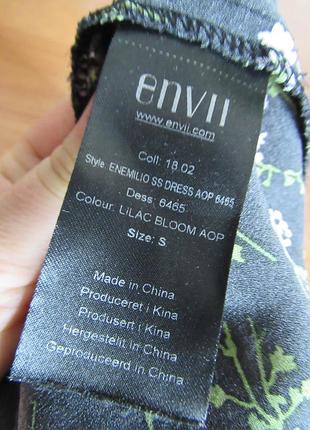 envii
www.envii.com
Coll: 18.02
Style: ENEMILIO SS DRESS AOP 6465
Dess: 6465
Colour: LILAC BLOOM AOP
Size: S
Made in China
Produceret i Kina
Produsert i Kina
Hergestellt in China
Geproduceerd in China